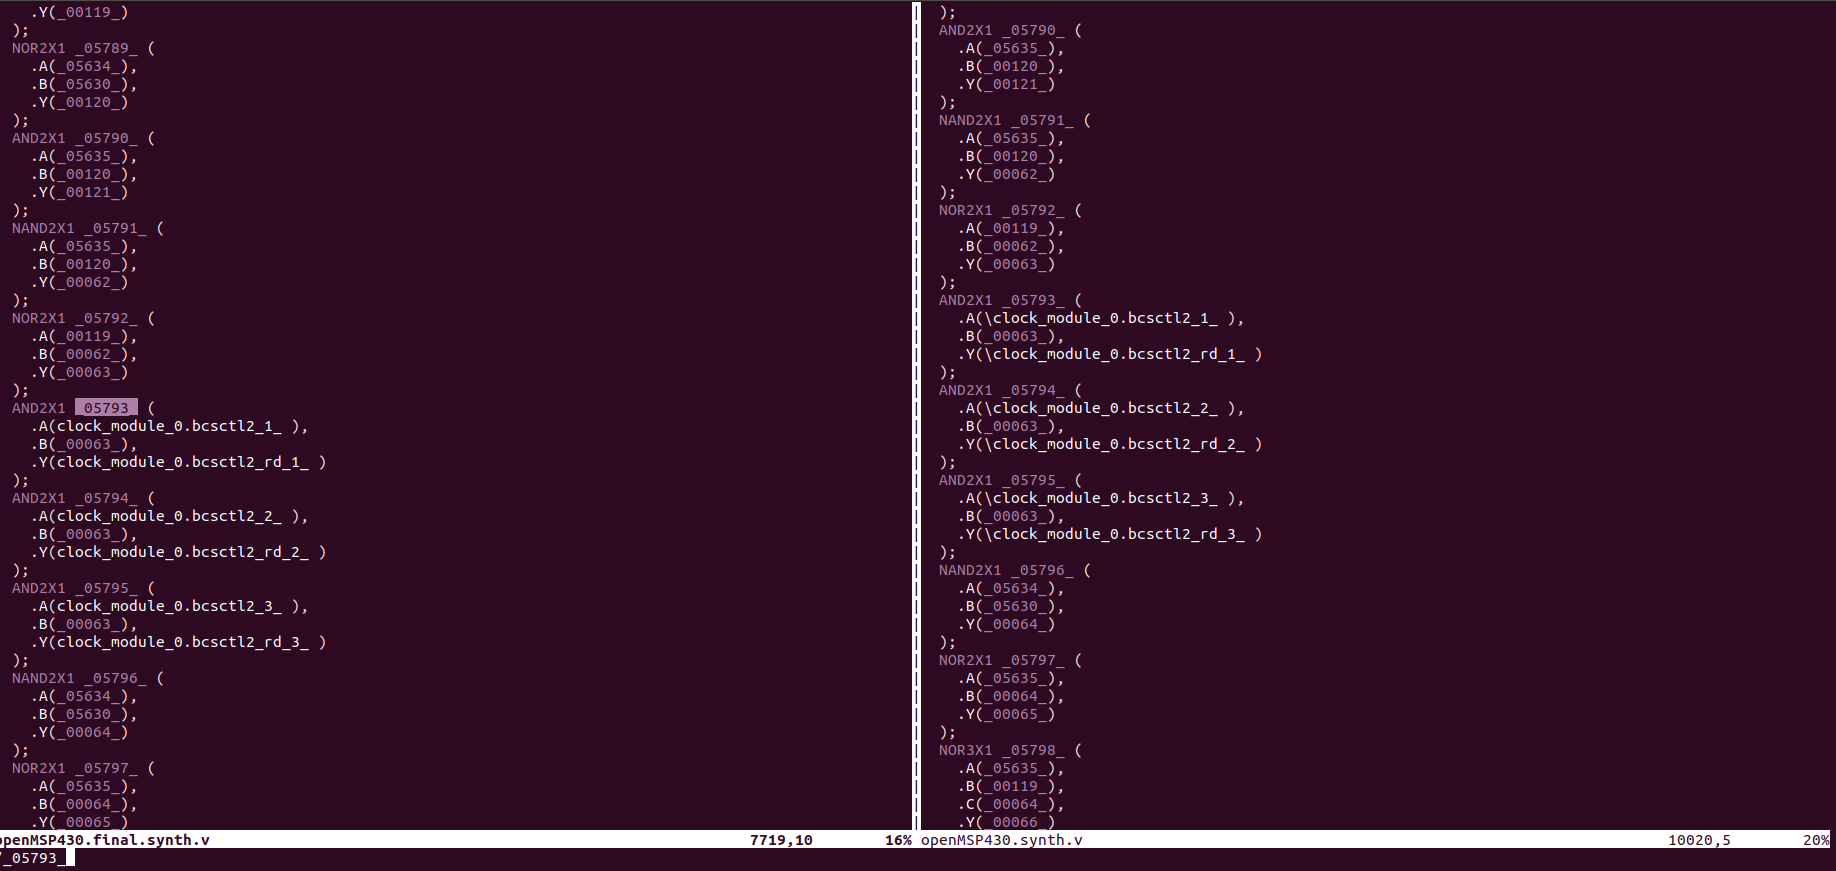 .Y(_00119_)
);
NOR2X1 _05789_ (
.A(_05634_),
.B(_05630_),
.Y(_00120_)
);
AND2X1 _05790_ (
.A(_05635_),
.B(_00120_),
.Y(_00121_)
);
NAND2X1 _05791_ (
.A(_05635_),
.B(_00120_),
.Y(_00062_)
);
NOR2X1 _05792_ (
.A(_00119_),
.B(_00062_),
.Y(_00063_)
);
AND2X1 _05793_ (
.A(clock_module_0.bcsctl2_1_ ),
.B(_00063_),
.Y(clock_module_0.bcsctl2_rd_1_ )
);
AND2X1 _05794_ (
.A(clock_module_0.bcsctl2_2_ ),
.B(_00063_),
.Y(clock_module_0.bcsctl2_rd_2_ )
);
AND2X1 _05795_ (
.A(clock_module_0.bcsctl2_3_ ),
.B(_00063_),
.Y(clock_module_0.bcsctl2_rd_3_ )
);
NAND2X1 _05796_ (
.A(_05634_),
.B(_05630_),
.Y(_00064_)
);
NOR2X1 _05797_ (
.A(_05635_),
.B(_00064_),
.Y(_00065_)
openMSP430.final.synth.v 7719,10 16%
/_05793_
);
AND2X1 _05790_ (
.A(_05635_),
.B(_00120_),
.Y(_00121_)
);
NAND2X1 _05791_ (
.A(_05635_),
.B(_00120_),
.Y(_00062_)
);
NOR2X1 _05792_ (
.A(_00119_),
.B(_00062_),
.Y(_00063_)
);
AND2X1 _05793_ (
.A(\clock_module_0.bcsctl2_1_ ),
.B(_00063_),
.Y(\clock_module_0.bcsctl2_rd_1_ )
);
AND2X1 _05794_ (
.A(\clock_module_0.bcsctl2_2_ ),
.B(_00063_),
.Y(\clock_module_0.bcsctl2_rd_2_ )
);
AND2X1 _05795_ (
.A(\clock_module_0.bcsctl2_3_ ),
.B(_00063_),
.Y(\clock_module_0.bcsctl2_rd_3_ )
);
NAND2X1 _05796_ (
.A(_05634_),
.B(_05630_),
.Y(_00064_)
);
NOR2X1 _05797_ (
.A(_05635_),
.B(_00064_),
.Y(_00065_)
);
NOR3X1 _05798_ (
.A(_05635_),
.B(_00119_),
.C(_00064_),
.Y(_00066_)
openMSP430.synth.v 10020,5 20%